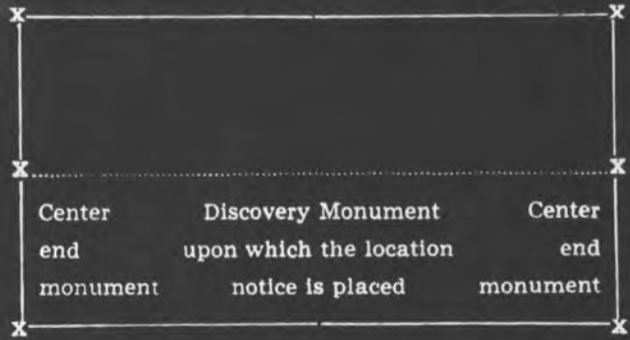 X X
X X
Center Discovery Monument Center
end upon which the location end
monument notice is placed monument
X X